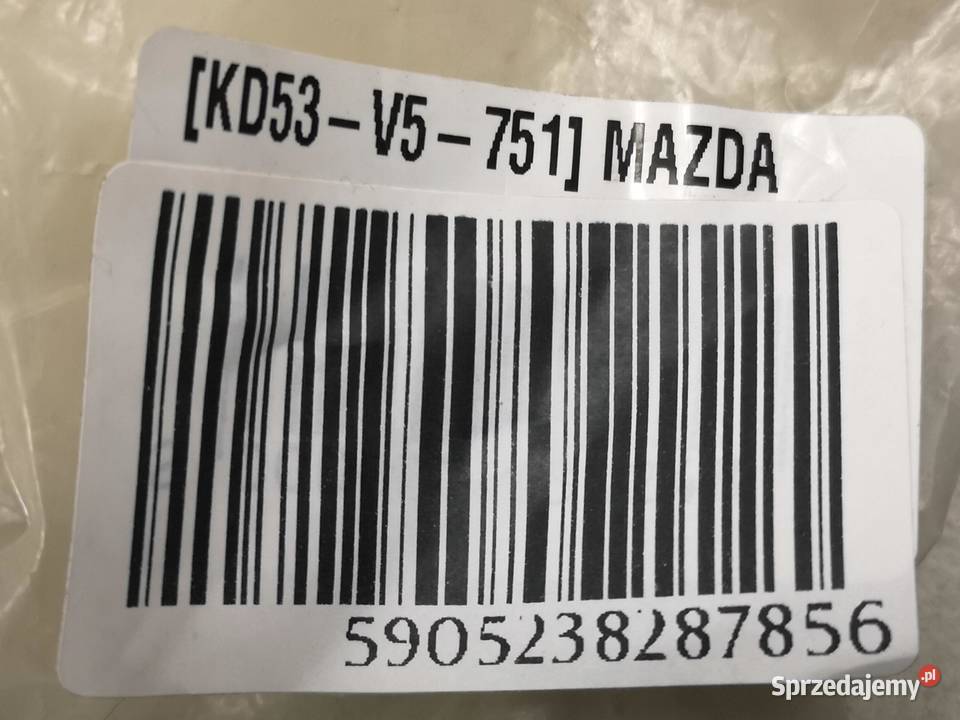 [KD53-V5-751] MAZDA
5905238287856
Sprzedajemy.pl